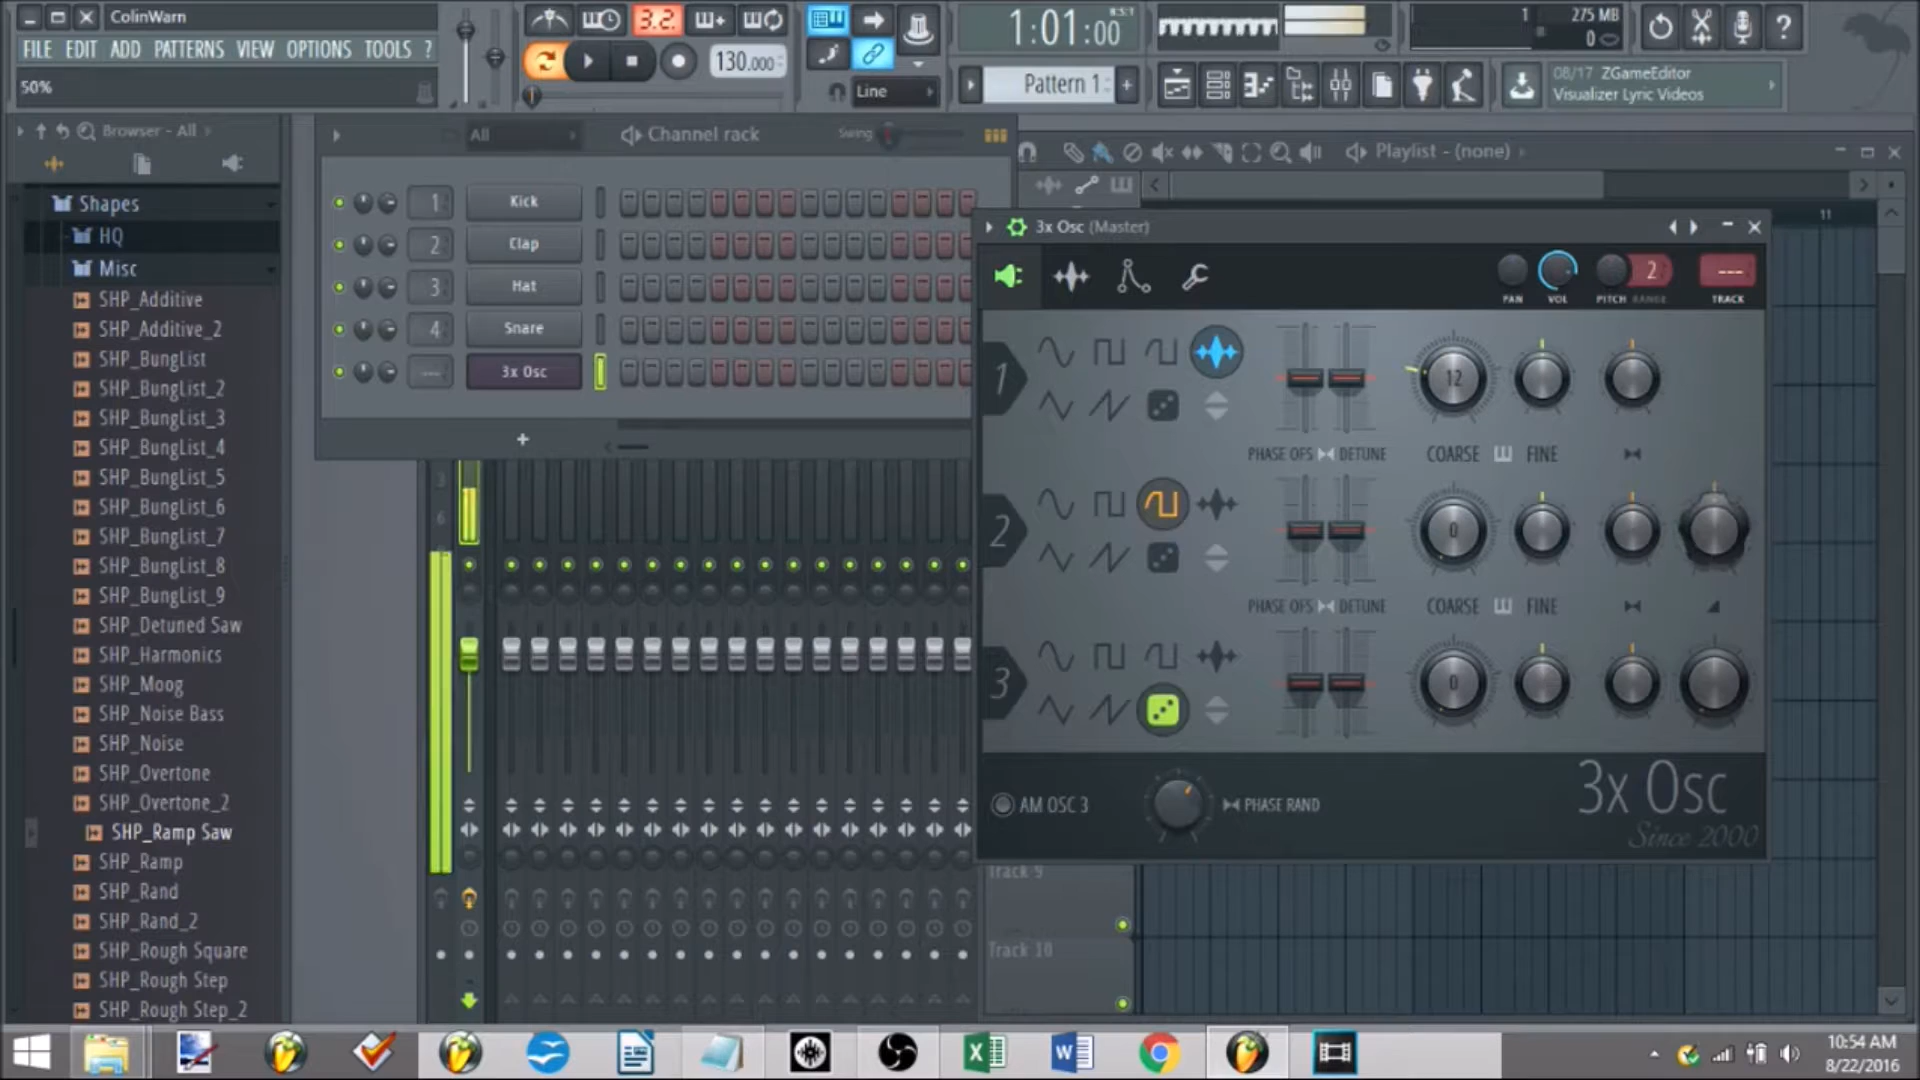 ColinWarn
FILE EDIT ADD PATTERNS VIEW OPTIONS TOOLS ?
50%
3.2.
130.000
Line
1:01:00
B:S:T
Pattern 1
+
1
275 MB
0
?
08/17 ZGameEditor
Visualizer Lyric Videos
Browser - All
Shapes
HQ
Misc
SHP_Additive
SHP_Additive_2
SHP_BungList
SHP_BungList_2
SHP_BungList_3
SHP_BungList_4
SHP_BungList_5
SHP_BungList_6
SHP_BungList_7
SHP_BungList_8
SHP_BungList_9
SHP_Detuned Saw
SHP_Harmonics
SHP_Moog
SHP_Noise Bass
SHP_Noise
SHP_Overtone
SHP_Overtone_2
SHP_Ramp Saw
SHP_Ramp
SHP_Rand
SHP_Rand_2
SHP_Rough Square
SHP_Rough Step
SHP_Rough Step_2
All
Channel rack
Swing
1 Kick
2 Clap
3 Hat
4 Snare
--- 3x Osc
+
3
6
Playlist - (none)
11
3x Osc (Master)
2
---
PAN VOL PITCH RANGE TRACK
1
12
PHASE OFS DETUNE COARSE FINE
2
0
PHASE OFS DETUNE COARSE FINE
3
0
AM OSC 3
PHASE RAND
3x Osc
Since 2000
Track 9
Track 10
10:54 AM
8/22/2016